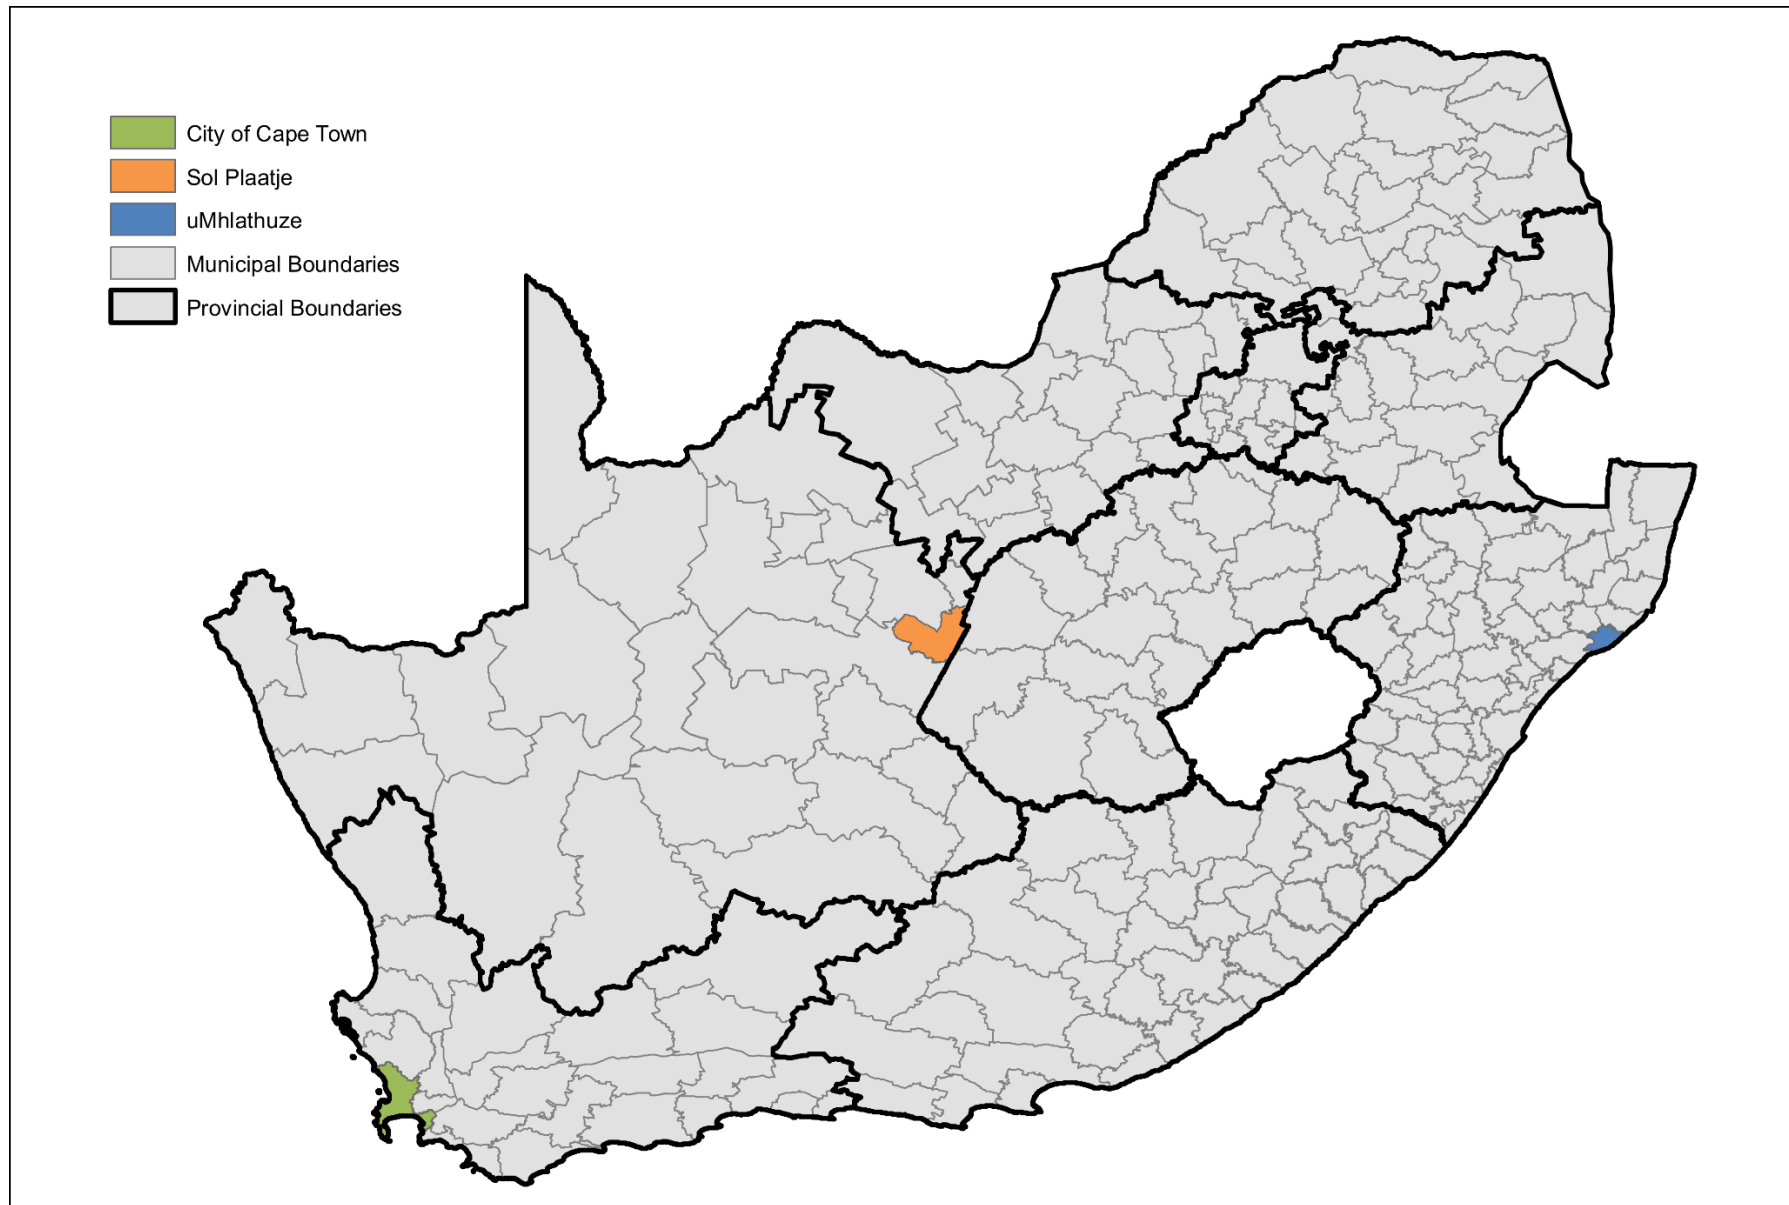 City of Cape Town
Sol Plaatje
uMhlathuze
Municipal Boundaries
Provincial Boundaries